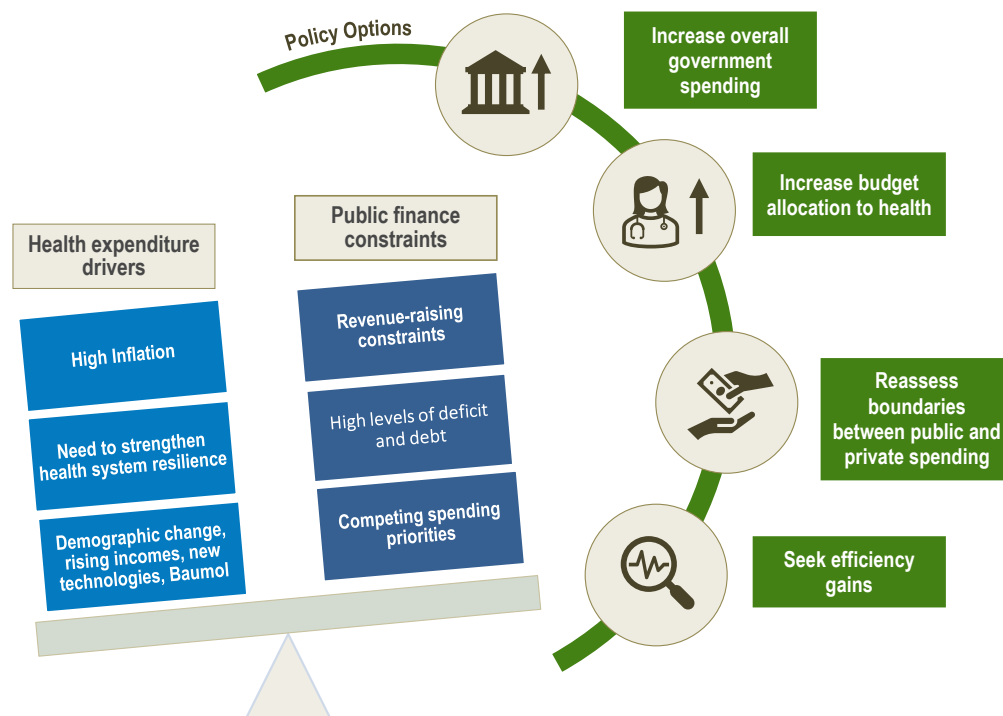 Policy Options
Increase overall
government
spending
Increase budget
allocation to health
Reassess
boundaries
between public and
private spending
Seek efficiency
gains
Health expenditure
drivers
High Inflation
Need to strengthen
health system resilience
Demographic change,
rising incomes, new
technologies, Baumol
Public finance
constraints
Revenue-raising
constraints
High levels of deficit
and debt
Competing spending
priorities